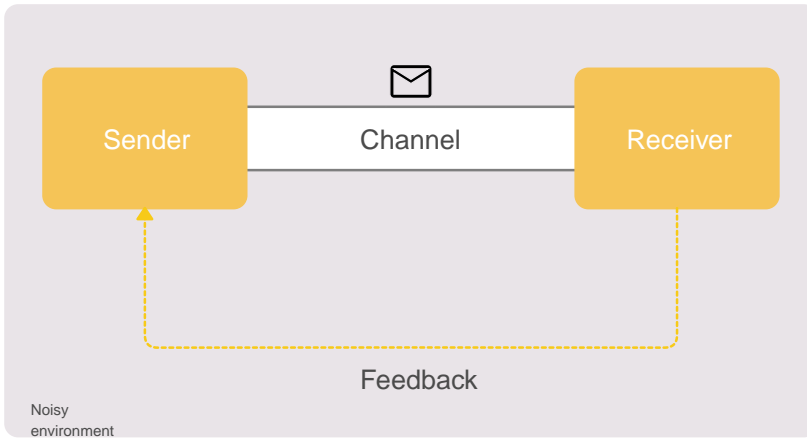 Sender
Channel
Receiver
Feedback
Noisy
environment